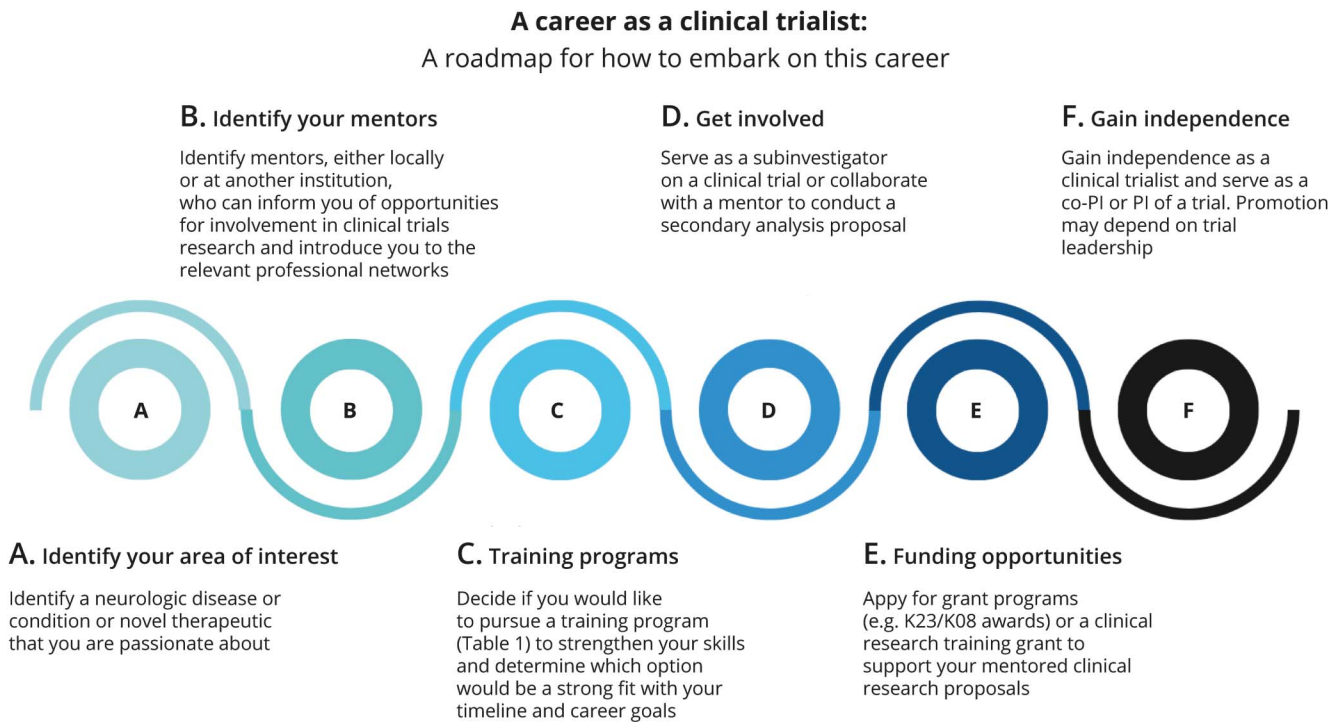 A career as a clinical trialist:
A roadmap for how to embark on this career
B. Identify your mentors
Identify mentors, either locally
or at another institution,
who can inform you of opportunities
for involvement in clinical trials
research and introduce you to the
relevant professional networks
D. Get involved
Serve as a subinvestigator
on a clinical trial or collaborate
with a mentor to conduct a
secondary analysis proposal
F. Gain independence
Gain independence as a
clinical trialist and serve as a
co-PI or PI of a trial. Promotion
may depend on trial
leadership
A
B
C
D
E
F
A. Identify your area of interest
Identify a neurologic disease or
condition or novel therapeutic
that you are passionate about
C. Training programs
Decide if you would like
to pursue a training program
(Table 1) to strengthen your skills
and determine which option
would be a strong fit with your
timeline and career goals
E. Funding opportunities
Appy for grant programs
(e.g. K23/K08 awards) or a clinical
research training grant to
support your mentored clinical
research proposals